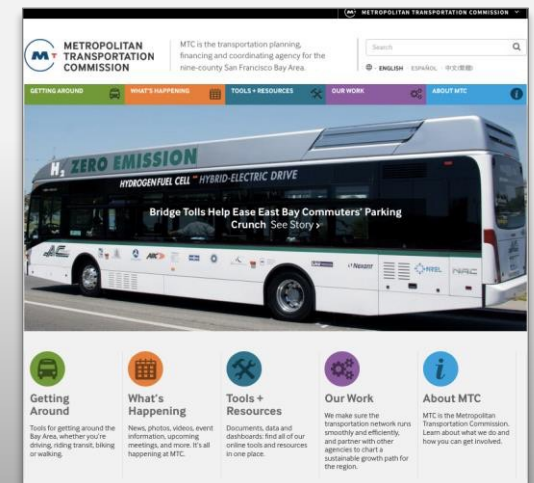 METROPOLITAN TRANSPORTATION COMMISSION
METROPOLITAN
TRANSPORTATION
COMMISSION
MTC is the transportation planning,
financing and coordinating agency for the
nine-county San Francisco Bay Area.
Search
ENGLISH · ESPAÑOL · 中文(繁體)
GETTING AROUND
WHAT'S HAPPENING
TOOLS + RESOURCES
OUR WORK
ABOUT MTC
H2 ZERO EMISSION
HYDROGEN FUEL CELL HYBRID-ELECTRIC DRIVE
Bridge Tolls Help Ease East Bay Commuters' Parking
Crunch See Story >
Nexant
NREL
Getting
Around
Tools for getting around the
Bay Area, whether you're
driving, riding transit, biking
or walking.
What's
Happening
News, photos, videos, event
information, upcoming
meetings, and more. It's all
happening at MTC.
Tools +
Resources
Documents, data and
dashboards: find all of our
online tools and resources
in one place.
Our Work
We make sure the
transportation network runs
smoothly and efficiently,
and partner with other
agencies to chart a
sustainable growth path for
the region.
About MTC
MTC is the Metropolitan
Transportation Commission.
Learn about what we do and
how you can get involved.